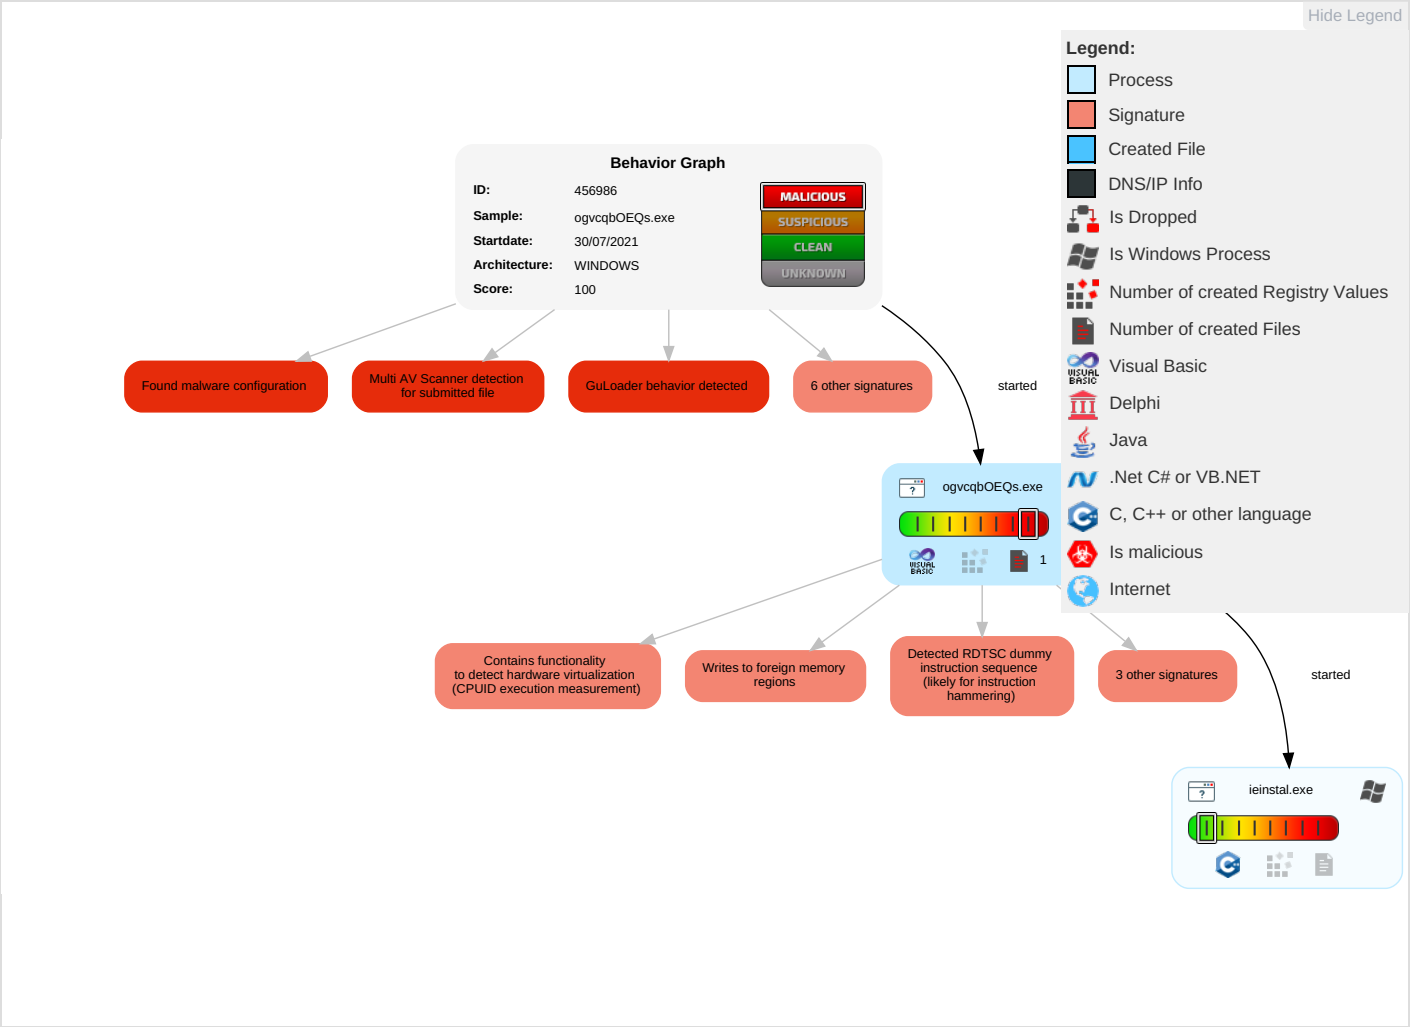 Hide Legend
Legend:
Process
Signature
Created File
DNS/IP Info
Is Dropped
Is Windows Process
Number of created Registry Values
Number of created Files
VISUAL
BASIC
Visual Basic
Delphi
Java
.Net C# or VB.NET
C, C++ or other language
Is malicious
Internet
Behavior Graph
ID: 456986
Sample: ogvcqbOEQs.exe
Startdate: 30/07/2021
Architecture: WINDOWS
Score: 100
MALICIOUS
SUSPICIOUS
CLEAN
UNKNOWN
Found malware configuration
Multi AV Scanner detection
for submitted file
GuLoader behavior detected
6 other signatures
started
? ogvcqbOEQs.exe
VISUAL
BASIC
1
Contains functionality
to detect hardware virtualization
(CPUID execution measurement)
Writes to foreign memory
regions
Detected RDTSC dummy
instruction sequence
(likely for instruction
hammering)
3 other signatures
started
? ieinstal.exe
C++